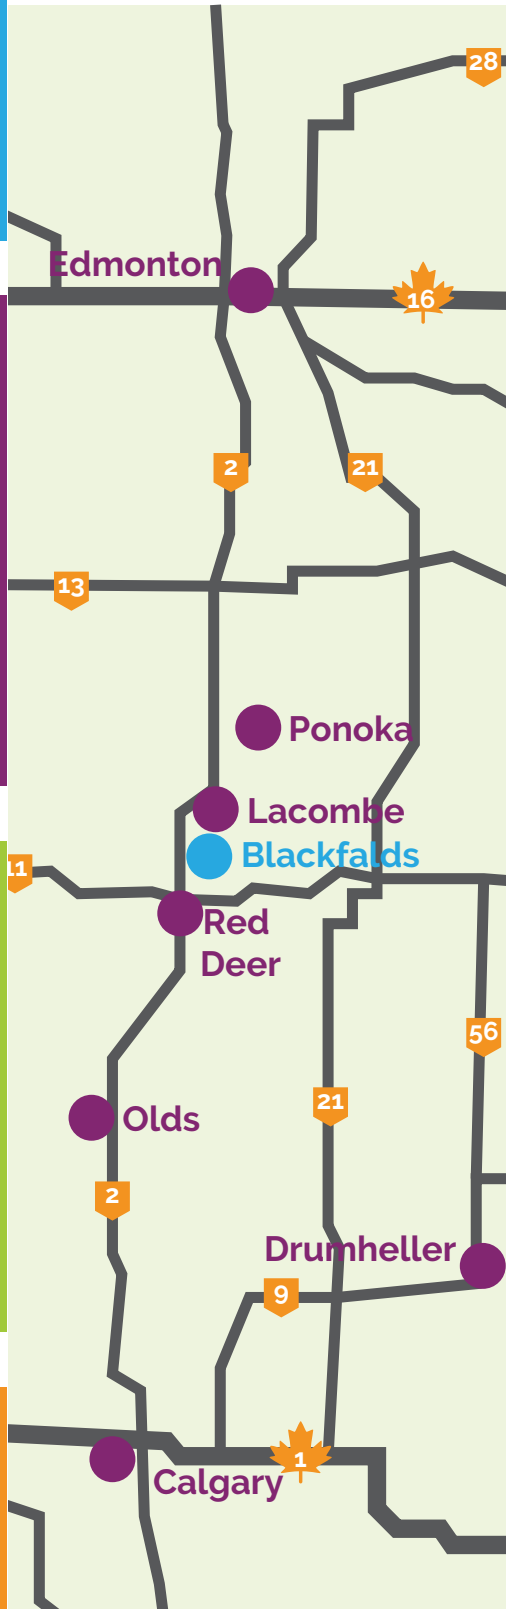 28
Edmonton
16
2
21
13
Ponoka
Lacombe
Blackfalds
11
Red
Deer
56
21
Olds
2
Drumheller
9
1
Calgary